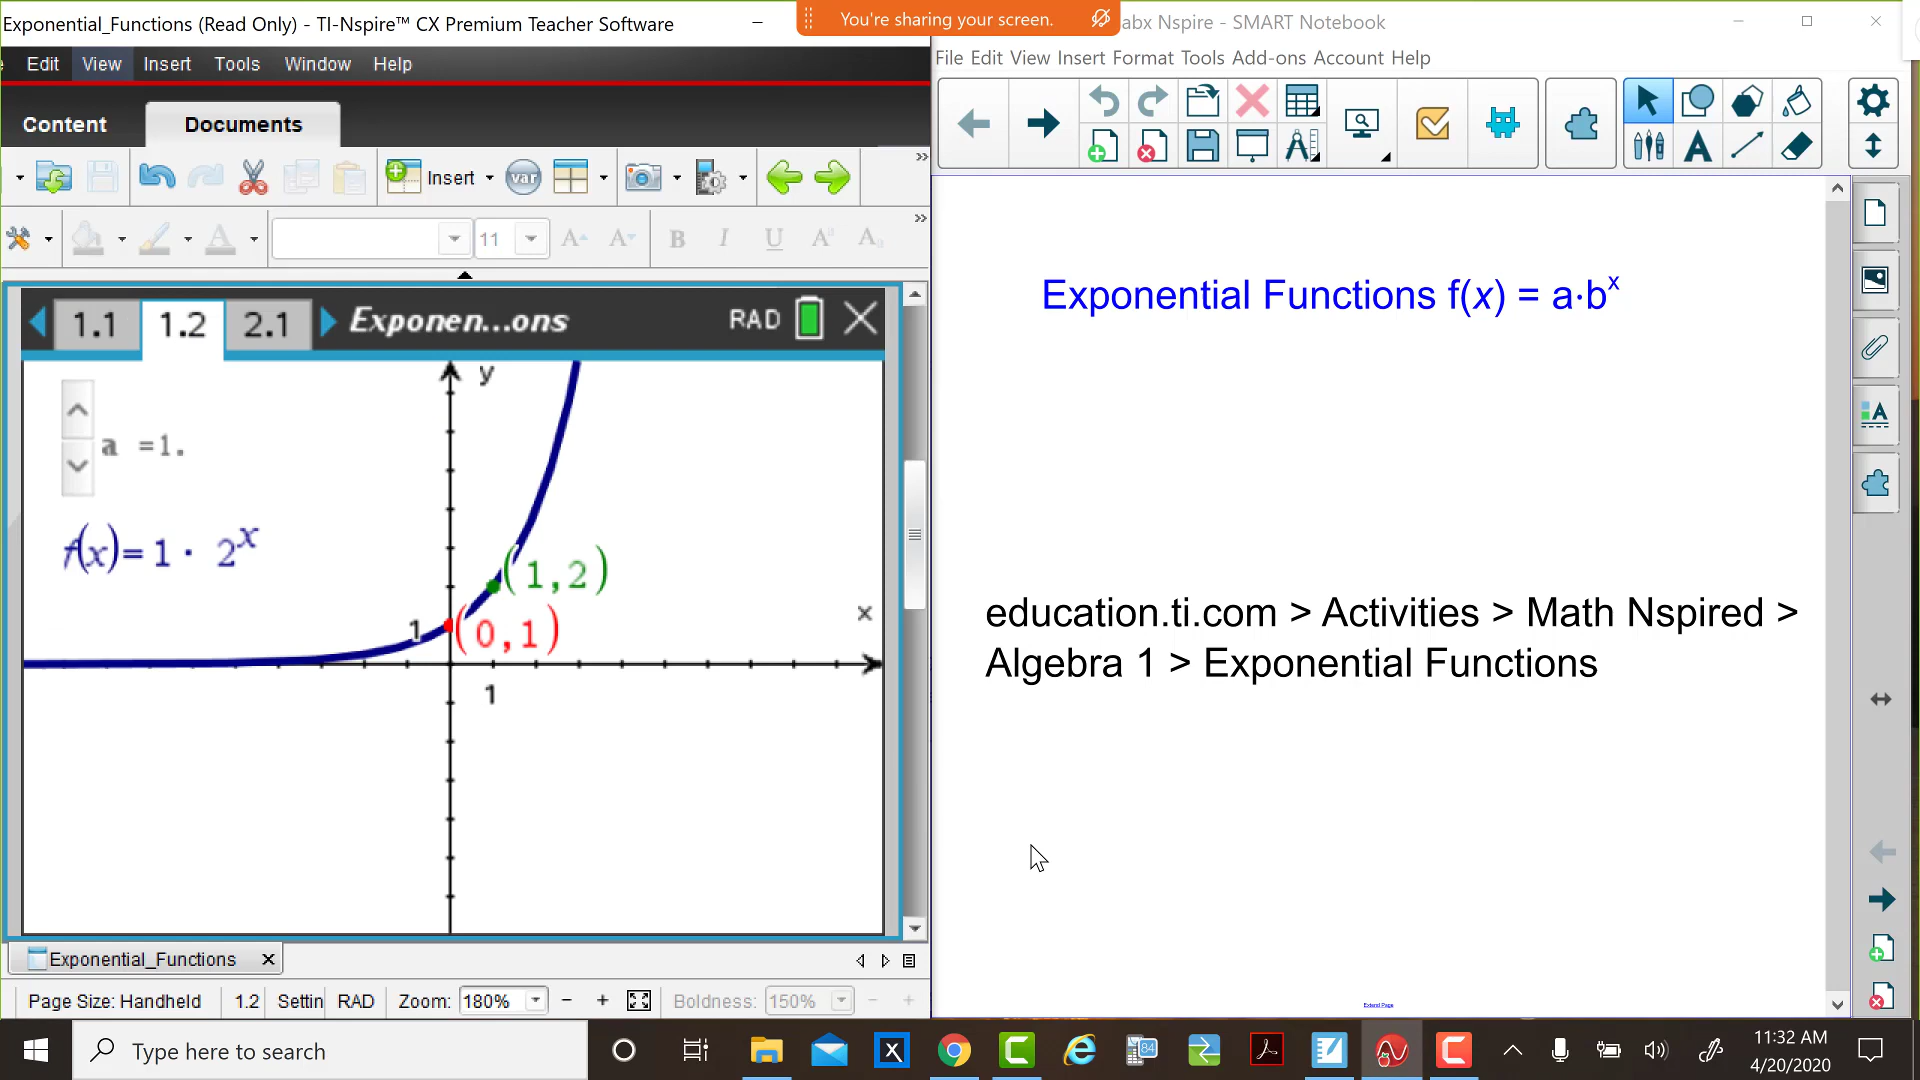 Exponential_Functions (Read Only) - TI-Nspire™ CX Premium Teacher Software
You're sharing your screen.
abx Nspire - SMART Notebook
Edit View Insert Tools Window Help
File Edit View Insert Format Tools Add-ons Account Help
Content Documents
Insert var
11 A A B I U A A
1.1 1.2 2.1 Exponen...ons RAD
y
a =1.
f(x)=1· 2^x
(1,2)
x
1 (0,1)
1
Exponential Functions f(x) = a·b^x
education.ti.com > Activities > Math Nspired >
Algebra 1 > Exponential Functions
Extend Page
Exponential_Functions
Page Size: Handheld 1.2 Settin RAD Zoom: 180% − + Boldness: 150% − +
Type here to search
84
11:32 AM
4/20/2020